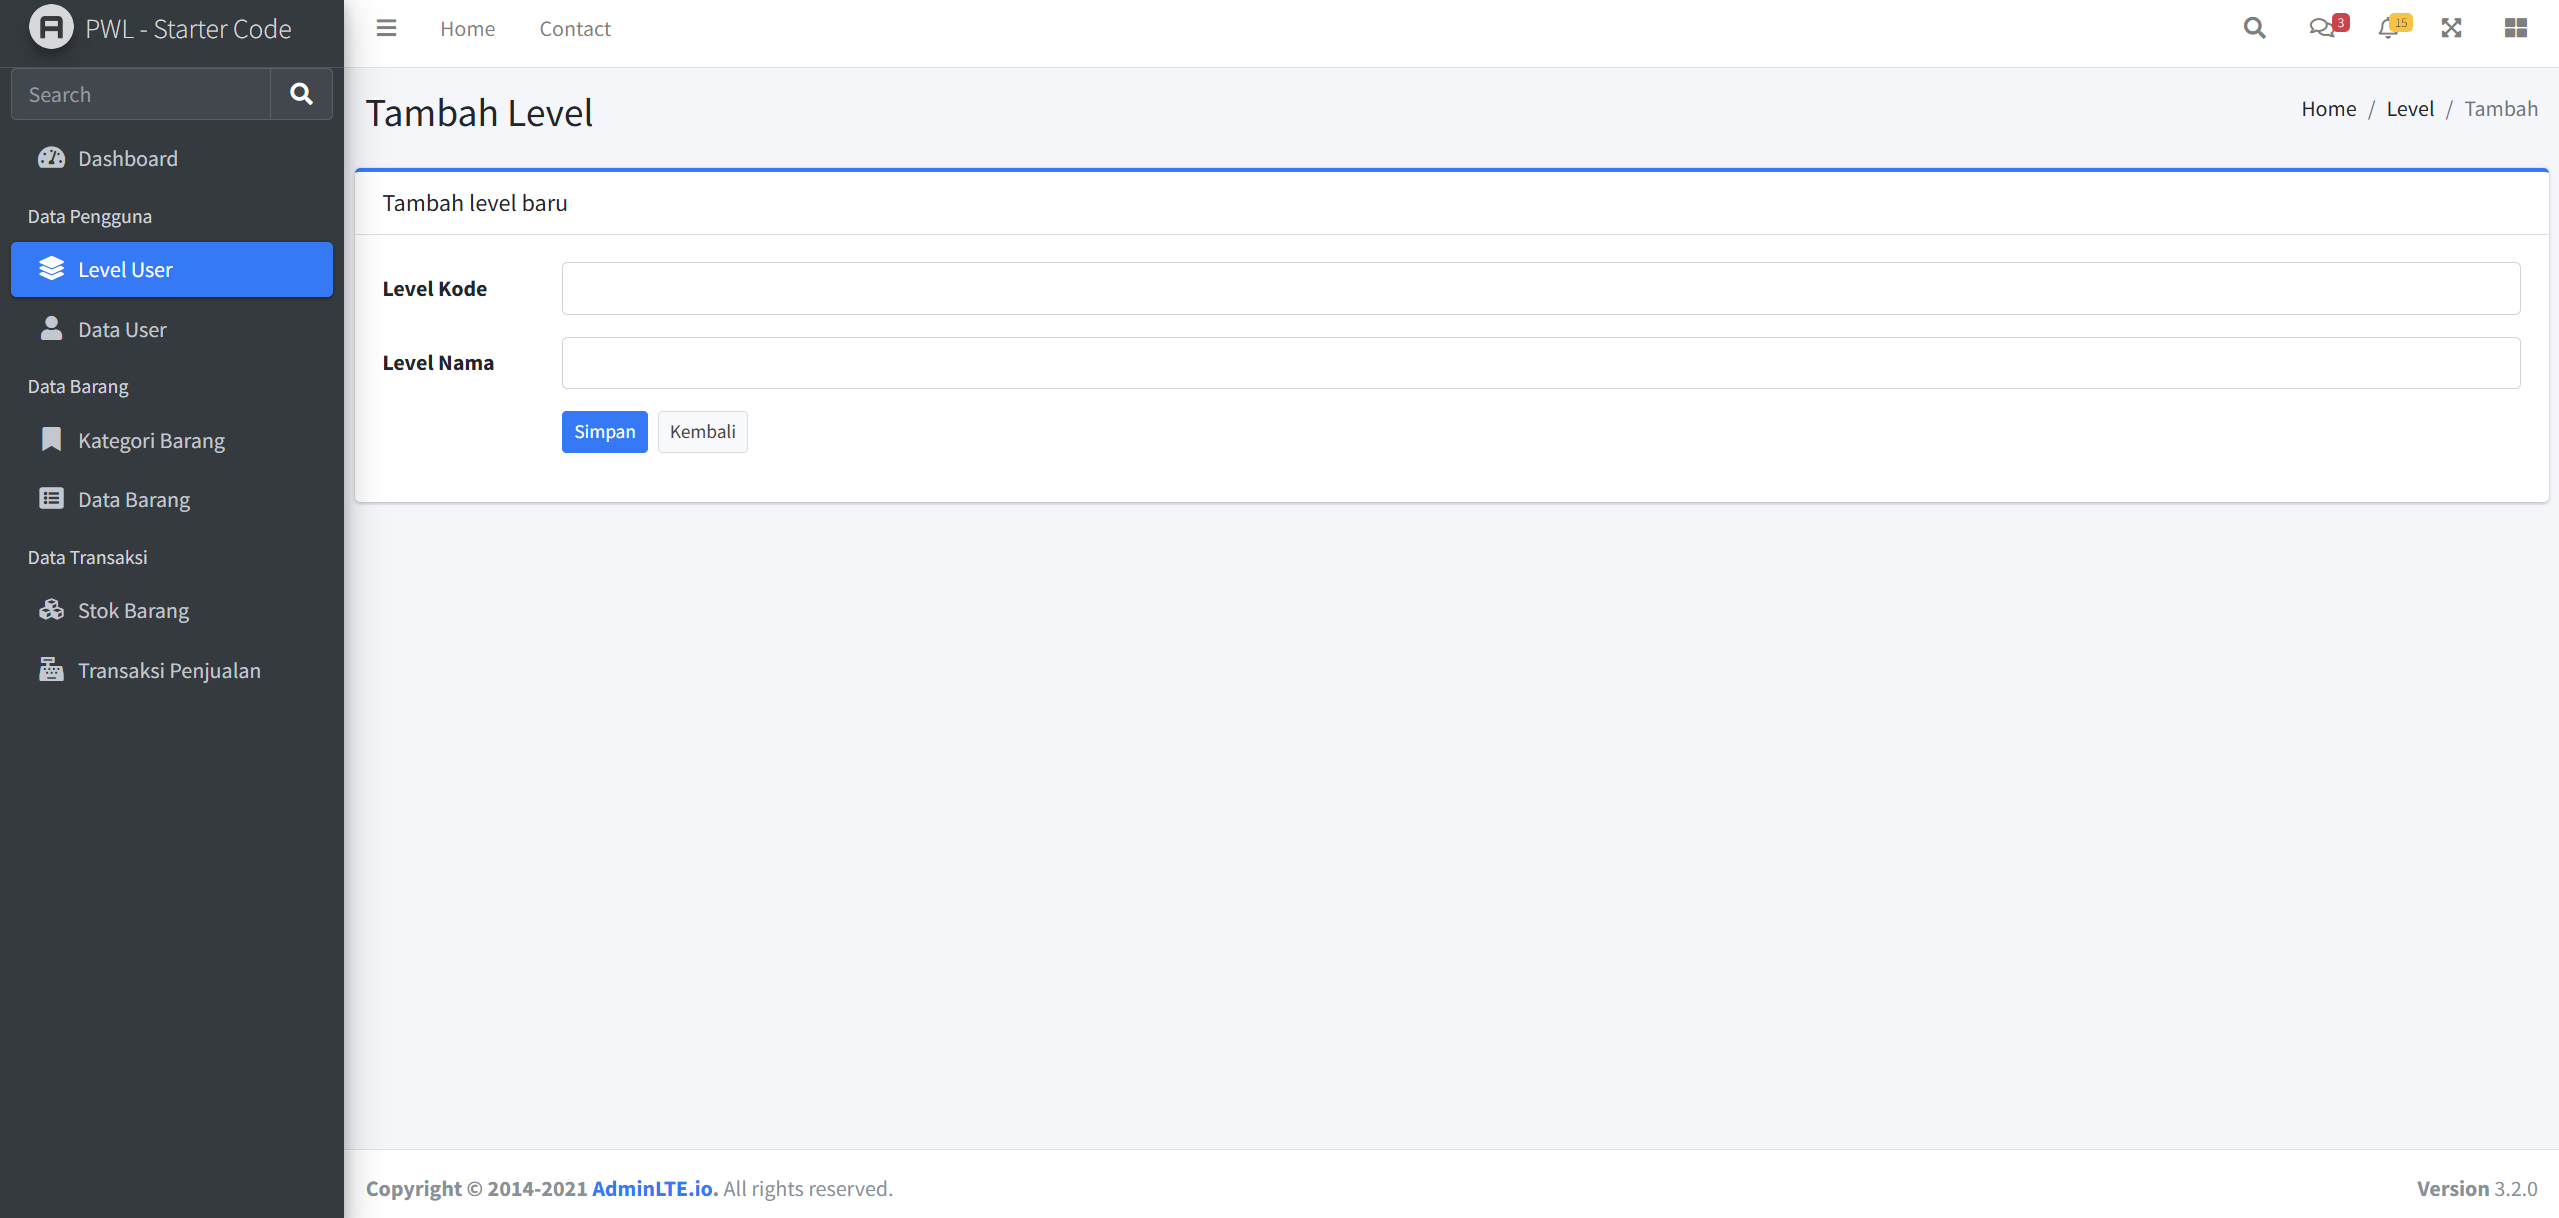 PWL - Starter Code
Home
Contact
3
15
Search
Dashboard
Data Pengguna
Level User
Data User
Data Barang
Kategori Barang
Data Barang
Data Transaksi
Stok Barang
Transaksi Penjualan
Tambah Level
Home / Level / Tambah
Tambah level baru
Level Kode
Level Nama
Simpan
Kembali
Copyright © 2014-2021 AdminLTE.io. All rights reserved.
Version 3.2.0